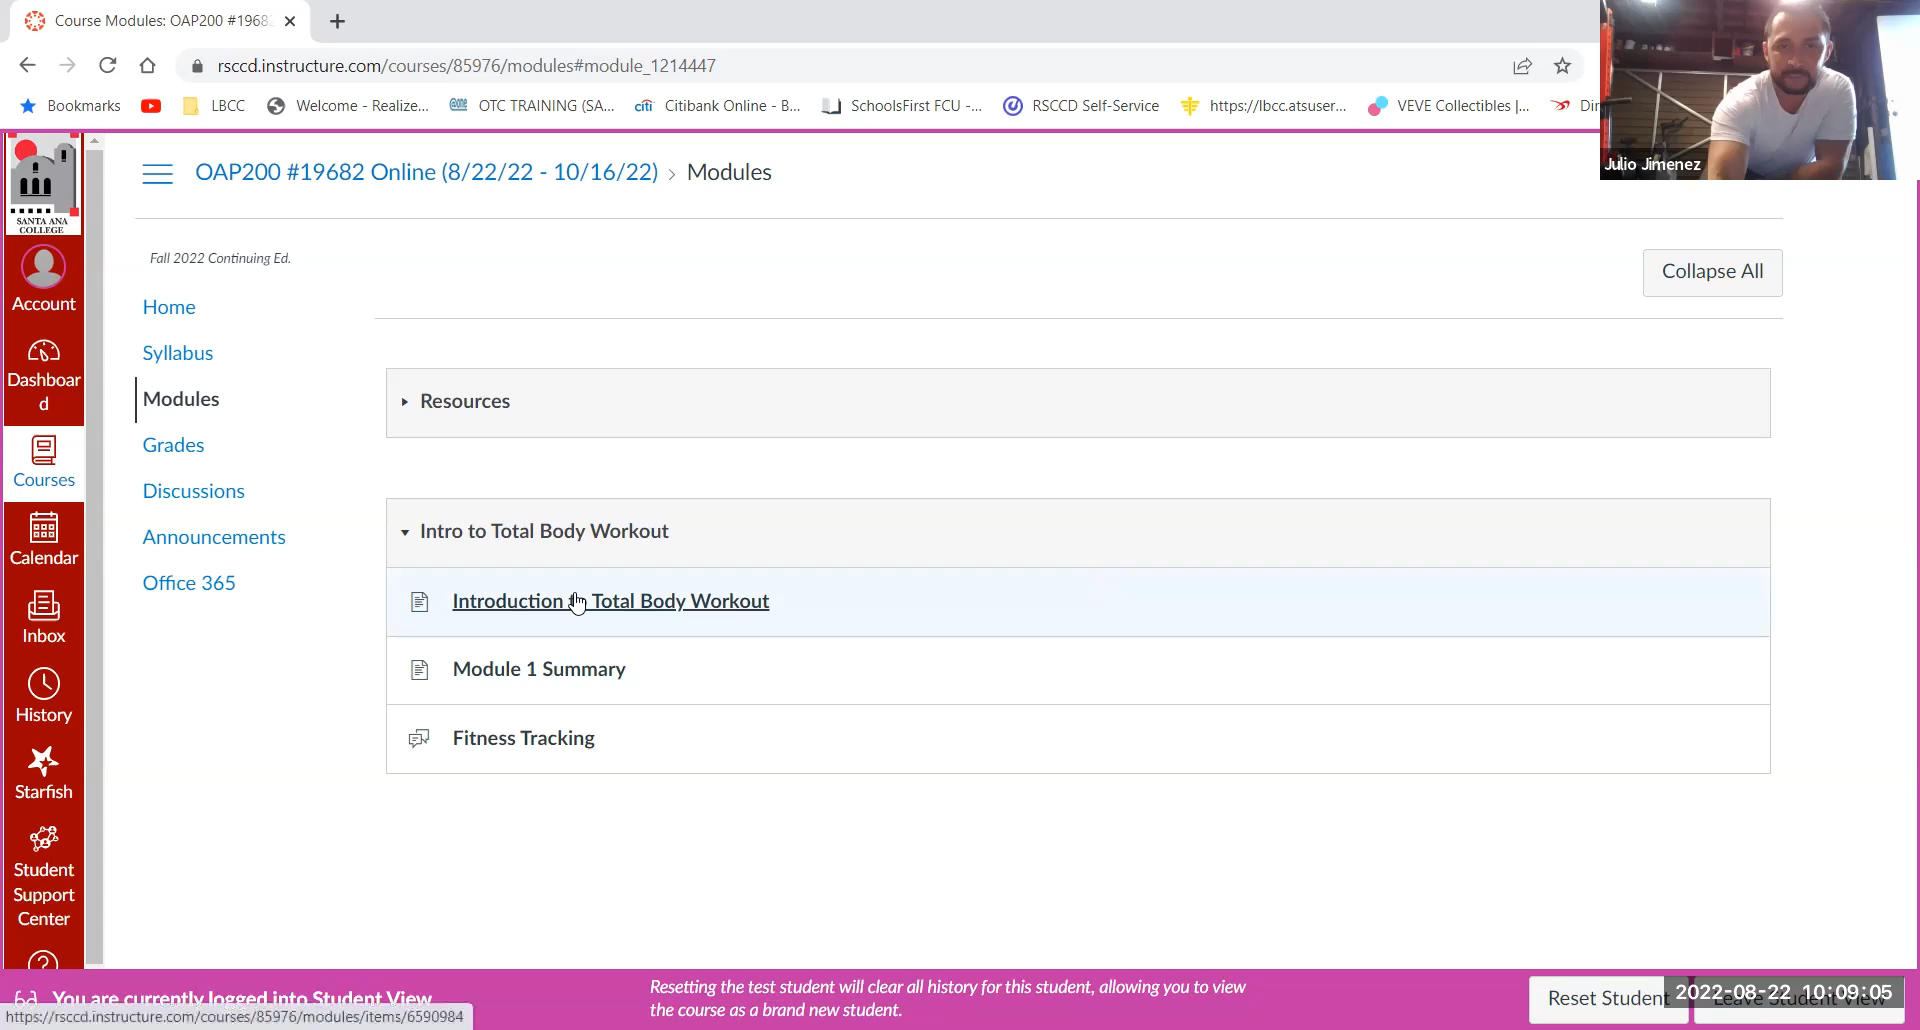 Course Modules: OAP200 #1968
rsccd.instructure.com/courses/85976/modules#module_1214447
Bookmarks
LBCC
Welcome - Realize...
OTC TRAINING (SA...
citi
Citibank Online - B...
SchoolsFirst FCU -...
RSCCD Self-Service
https://lbcc.atsuser...
VEVE Collectibles |...
Julio Jimenez
SANTA ANA
COLLEGE
OAP200 #19682 Online (8/22/22 - 10/16/22) › Modules
Fall 2022 Continuing Ed.
Collapse All
Account
Dashboar
d
Courses
Calendar
Inbox
History
Starfish
Student
Support
Center
Home
Syllabus
Modules
Grades
Discussions
Announcements
Office 365
Resources
Intro to Total Body Workout
Introduction to Total Body Workout
Module 1 Summary
Fitness Tracking
You are currently logged into Student View
https://rsccd.instructure.com/courses/85976/modules/items/6590984
Resetting the test student will clear all history for this student, allowing you to view
the course as a brand new student.
Reset Student
Leave Student View
2022-08-22 10:09:05